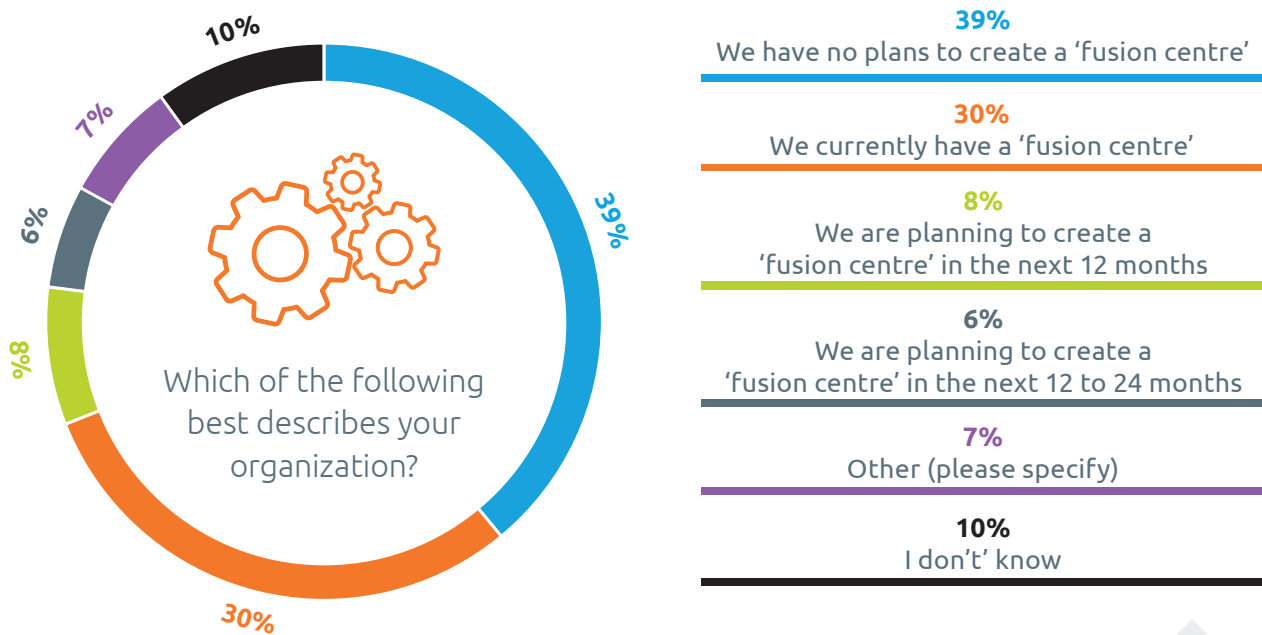 10%
7%
6%
8%
30%
39%
Which of the following
best describes your
organization?
39%
We have no plans to create a ‘fusion centre’
30%
We currently have a ‘fusion centre’
8%
We are planning to create a
‘fusion centre’ in the next 12 months
6%
We are planning to create a
‘fusion centre’ in the next 12 to 24 months
7%
Other (please specify)
10%
I don’t’ know